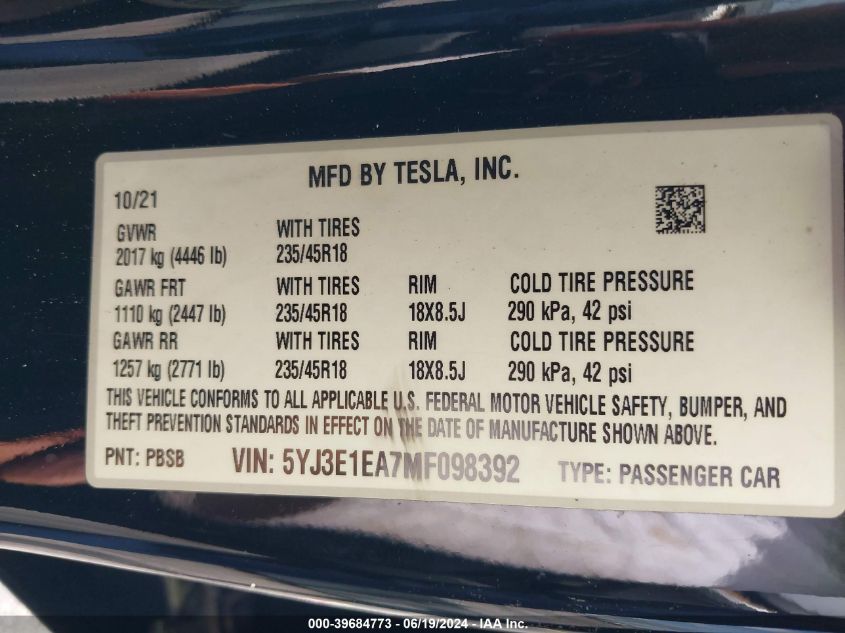 MFD BY TESLA, INC.
10/21
GVWR WITH TIRES
2017 kg (4446 lb) 235/45R18
GAWR FRT WITH TIRES RIM COLD TIRE PRESSURE
1110 kg (2447 lb) 235/45R18 18X8.5J 290 kPa, 42 psi
GAWR RR WITH TIRES RIM COLD TIRE PRESSURE
1257 kg (2771 lb) 235/45R18 18X8.5J 290 kPa, 42 psi
THIS VEHICLE CONFORMS TO ALL APPLICABLE U.S. FEDERAL MOTOR VEHICLE SAFETY, BUMPER, AND
THEFT PREVENTION STANDARDS IN EFFECT ON THE DATE OF MANUFACTURE SHOWN ABOVE.
PNT: PBSB VIN: 5YJ3E1EA7MF098392 TYPE: PASSENGER CAR
000-39684773 - 06/19/2024 - IAA Inc.